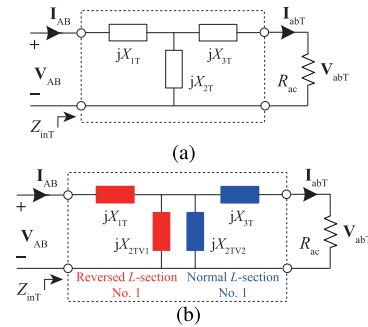 I_AB
I_abT
+
jX_1T
jX_3T
V_AB
jX_2T
R_ac
V_abT
−
Z_inT
(a)
I_AB
I_abT
+
jX_1T
jX_3T
V_AB
jX_2TV1
jX_2TV2
R_ac
V_abT
−
Z_inT
Reversed L-section
No. 1
Normal L-section
No. 1
(b)